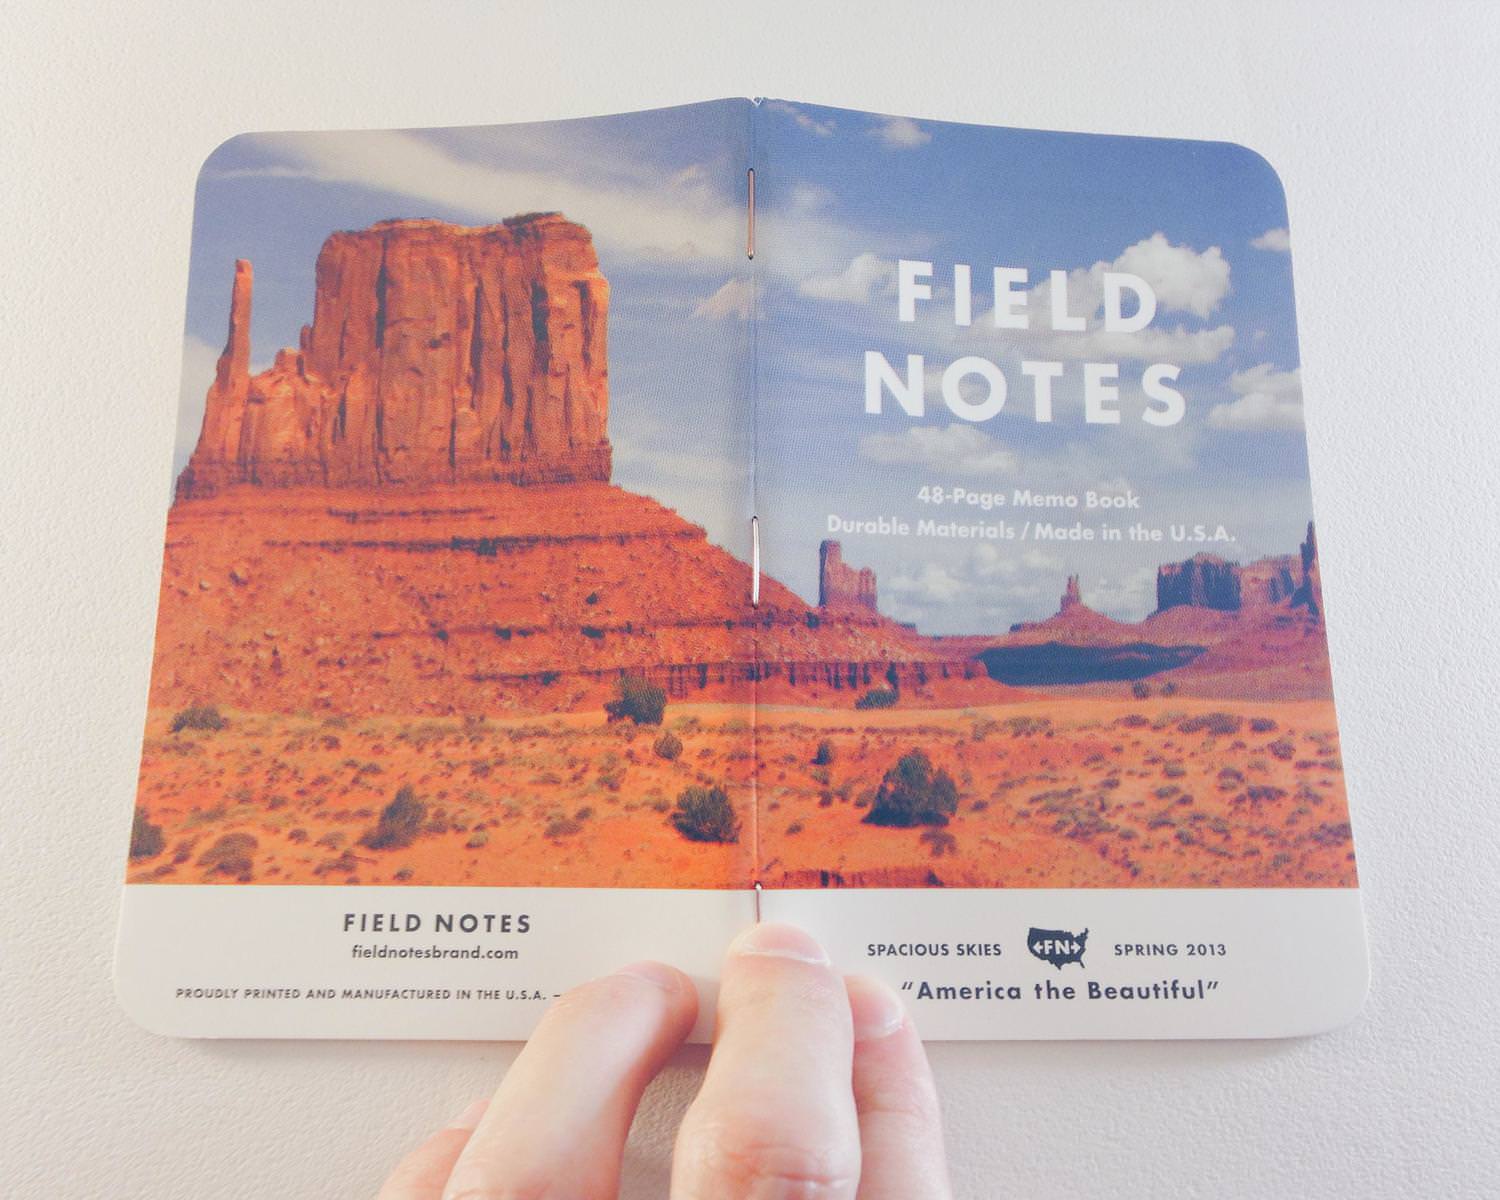 FIELD
NOTES
48-Page Memo Book
Durable Materials / Made in the U.S.A.
FIELD NOTES
fieldnotesbrand.com
PROUDLY PRINTED AND MANUFACTURED IN THE U.S.A. –
SPACIOUS SKIES FN SPRING 2013
“America the Beautiful”